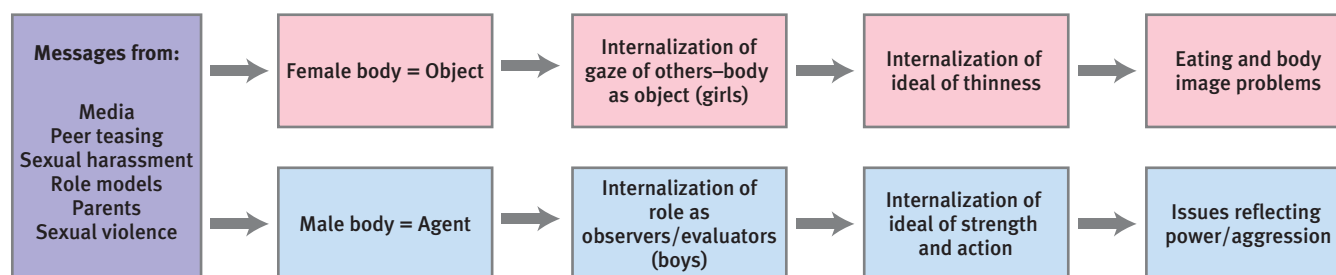 Messages from:
Media
Peer teasing
Sexual harassment
Role models
Parents
Sexual violence
Female body = Object
Internalization of
gaze of others–body
as object (girls)
Internalization of
ideal of thinness
Eating and body
image problems
Male body = Agent
Internalization of
role as
observers/evaluators
(boys)
Internalization of
ideal of strength
and action
Issues reflecting
power/aggression